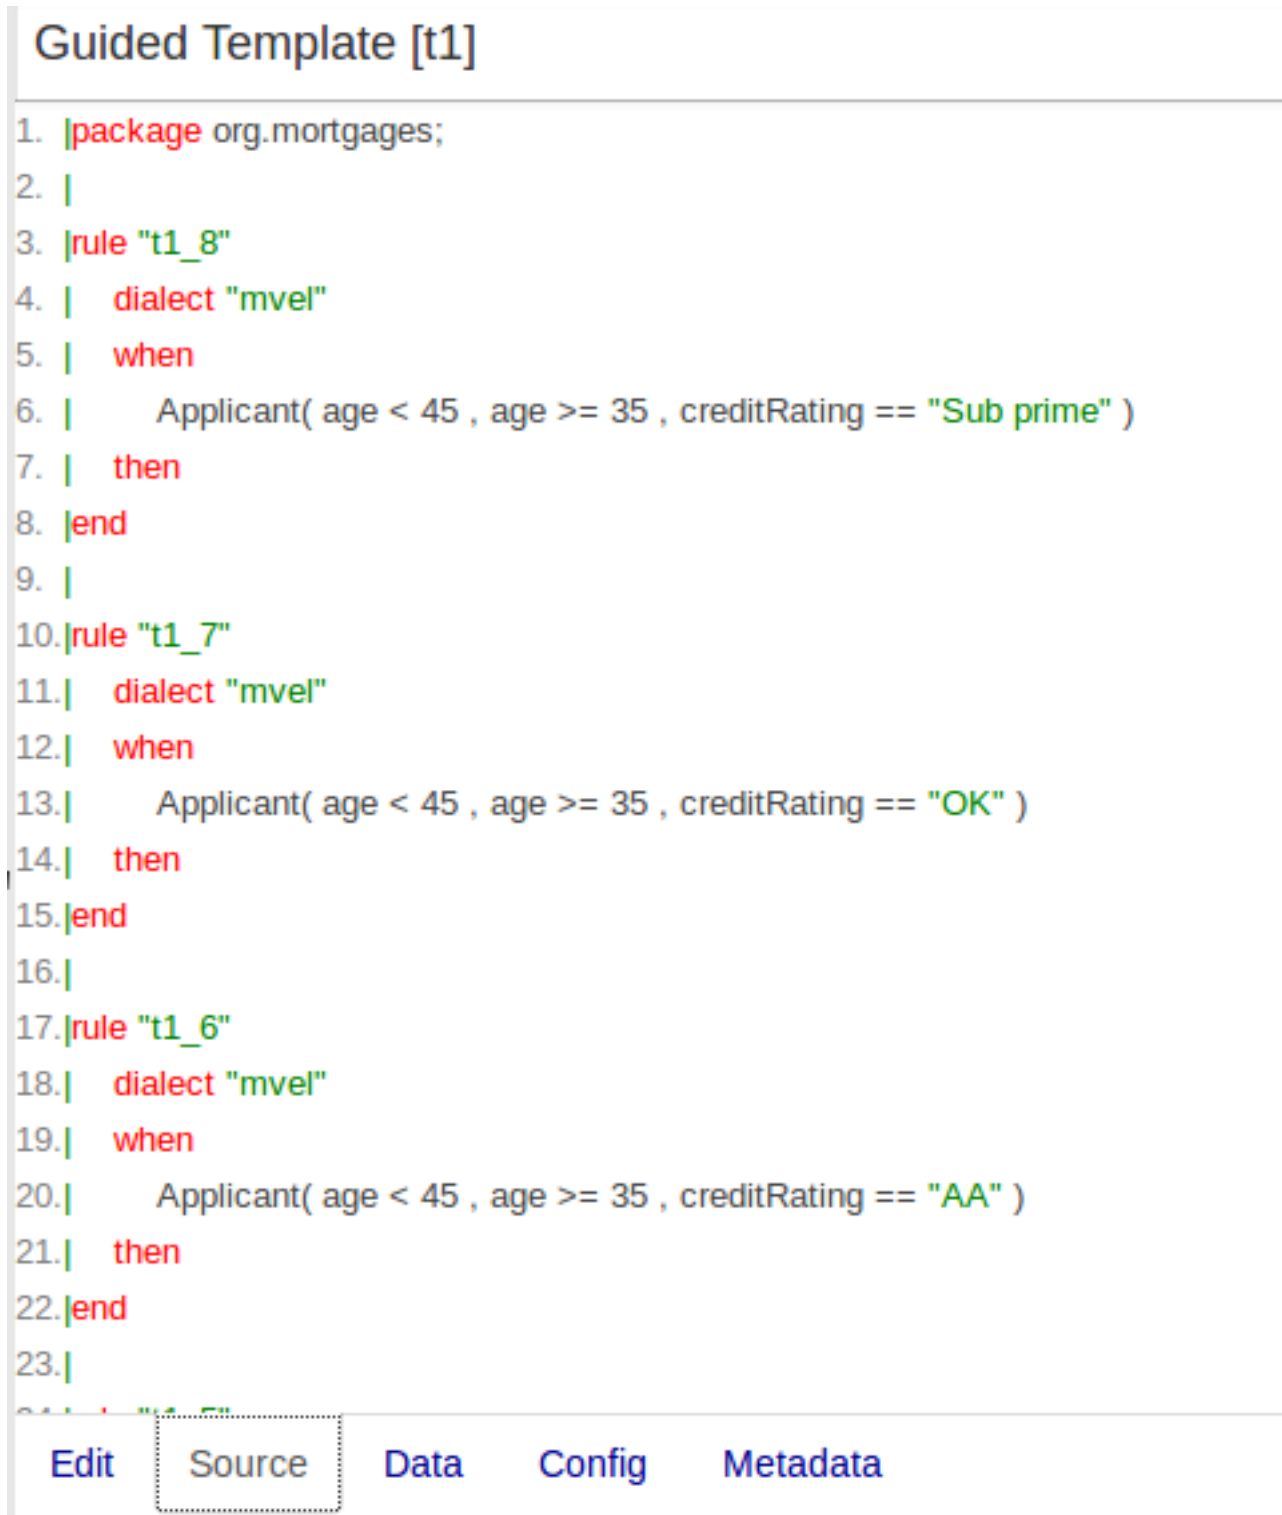 Guided Template [t1]
1. |package org.mortgages;
2. |
3. |rule "t1_8"
4. | dialect "mvel"
5. | when
6. | Applicant( age < 45 , age >= 35 , creditRating == "Sub prime" )
7. | then
8. |end
9. |
10.|rule "t1_7"
11.| dialect "mvel"
12.| when
13.| Applicant( age < 45 , age >= 35 , creditRating == "OK" )
14.| then
15.|end
16.|
17.|rule "t1_6"
18.| dialect "mvel"
19.| when
20.| Applicant( age < 45 , age >= 35 , creditRating == "AA" )
21.| then
22.|end
23.|
Edit Source Data Config Metadata